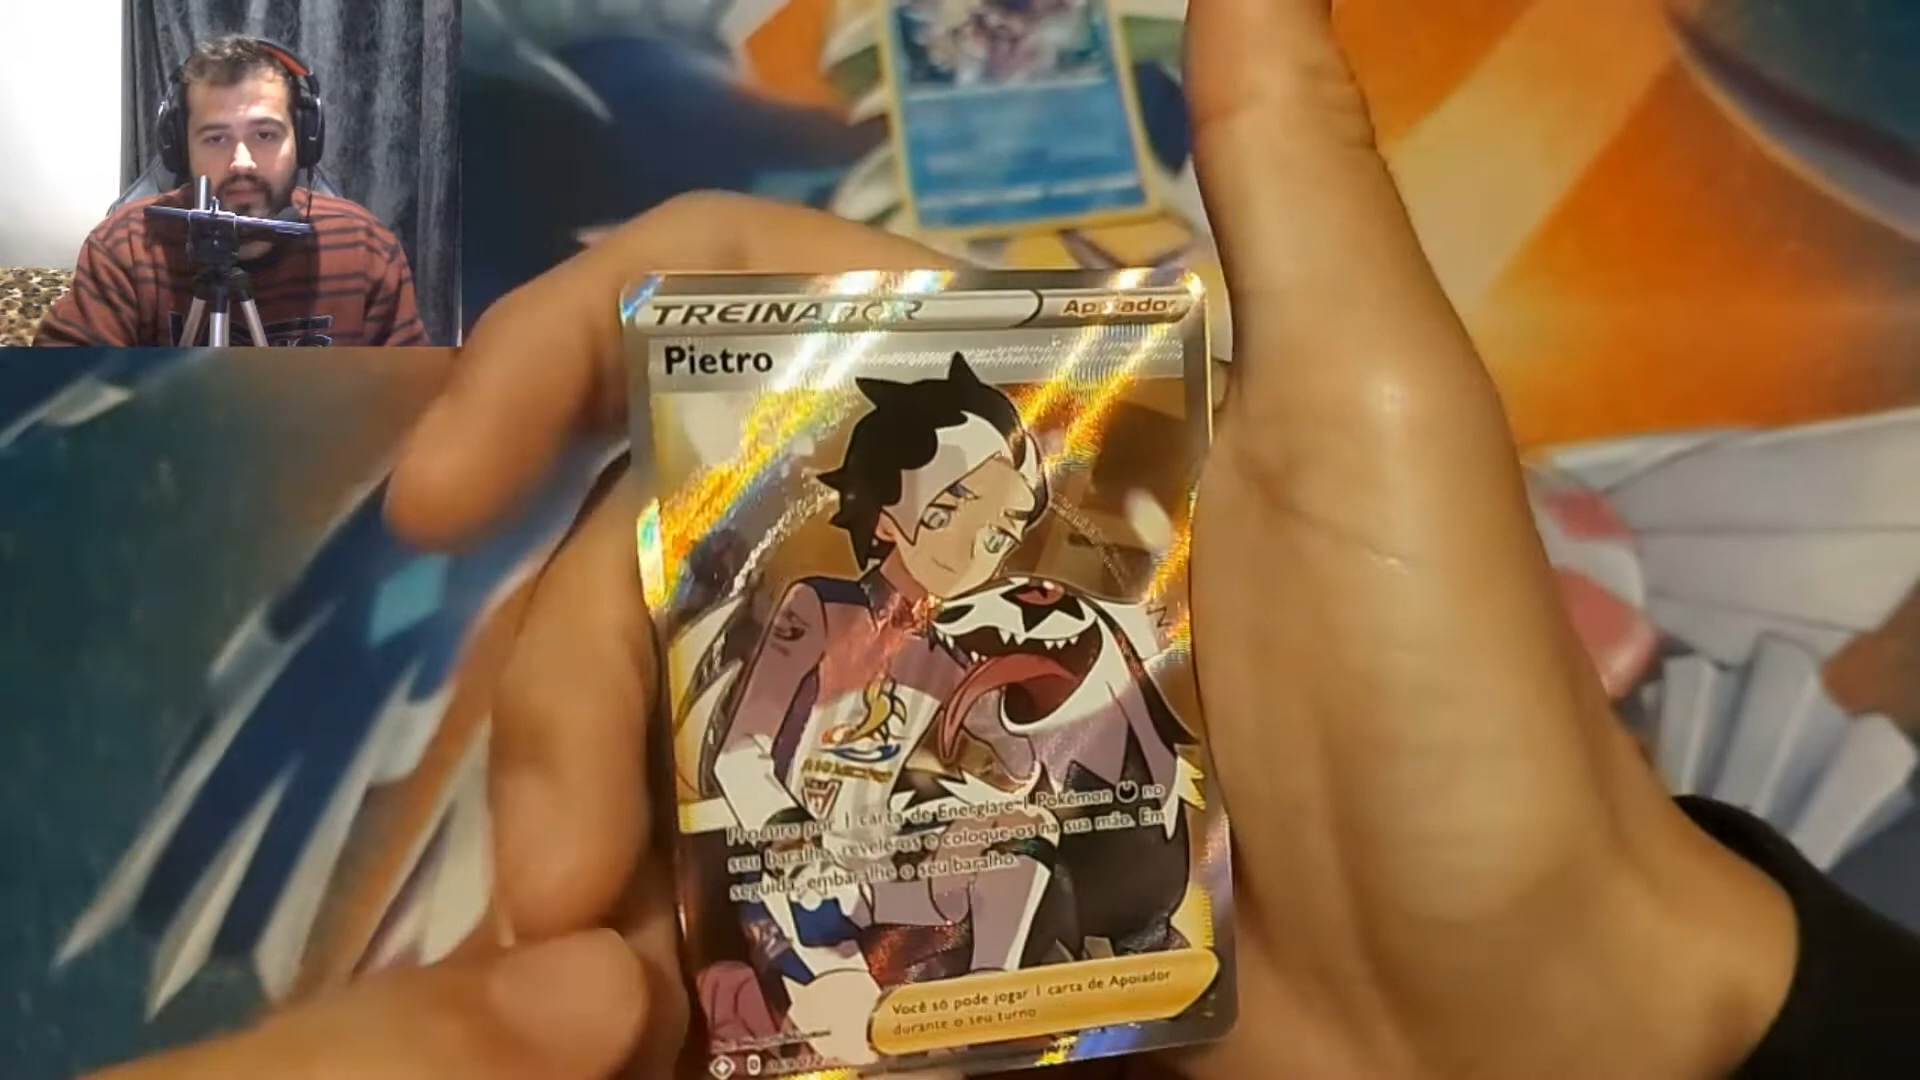 TREINADOR
Apoiador
Pietro
Procure por 1 carta de Energia e 1 Pokémon no
seu baralho, revele-os e coloque-os na sua mão. Em
seguida, embaralhe o seu baralho.
Você só pode jogar 1 carta de Apoiador
durante o seu turno.